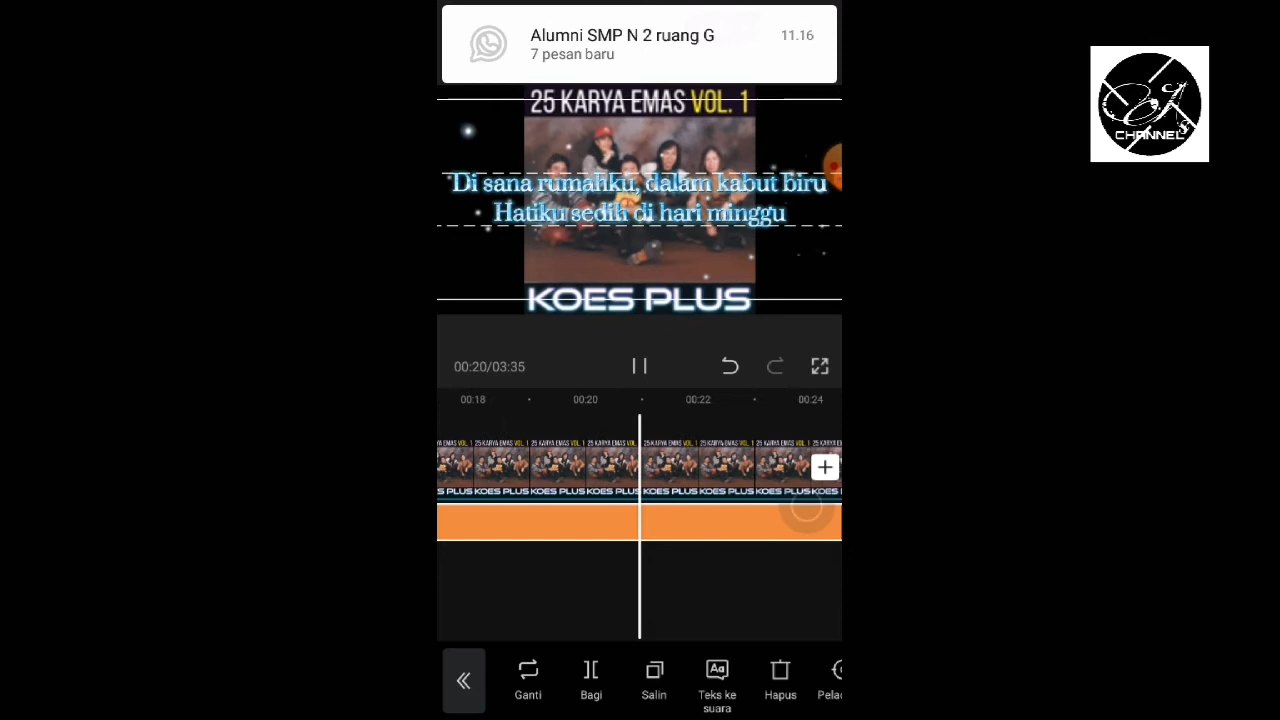 Alumni SMP N 2 ruang G
11.16
7 pesan baru
25 KARYA EMAS VOL. 1
Di sana rumahku, dalam kabut biru
Hatiku sedih di hari minggu
KOES PLUS
CHANNEL
00:20/03:35
00:18
00:20
00:22
00:24
Ganti
Bagi
Salin
Teks ke
suara
Hapus